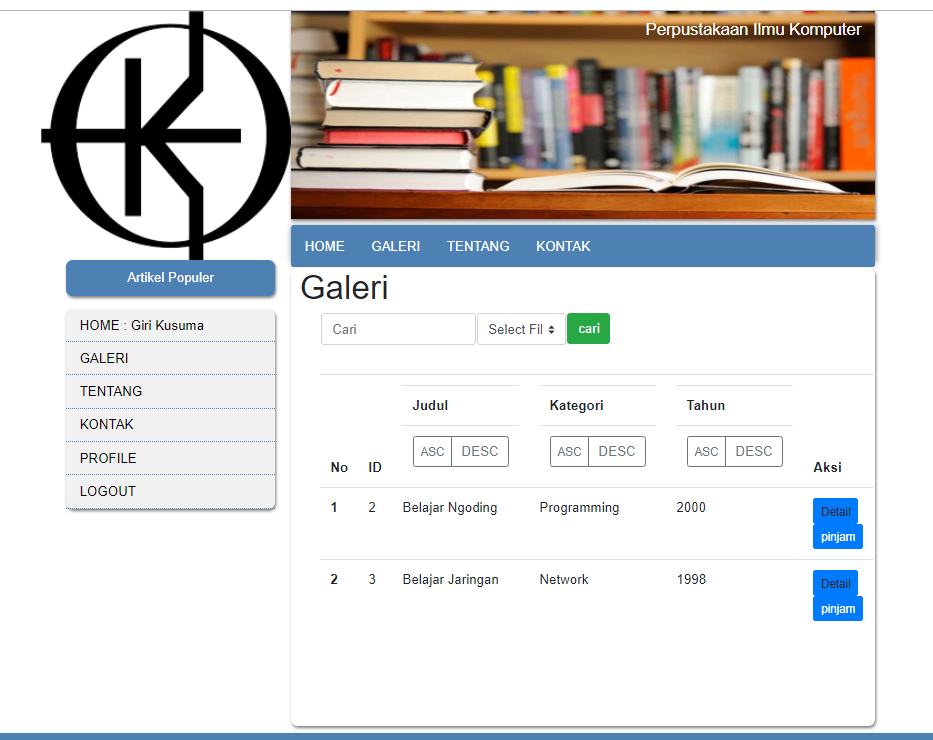 Perpustakaan Ilmu Komputer
HOME GALERI TENTANG KONTAK
Artikel Populer
HOME : Giri Kusuma
GALERI
TENTANG
KONTAK
PROFILE
LOGOUT
Galeri
Cari Select Fil cari
Judul Kategori Tahun
ASC DESC ASC DESC ASC DESC
No ID Aksi
1 2 Belajar Ngoding Programming 2000 Detail
pinjam
2 3 Belajar Jaringan Network 1998 Detail
pinjam